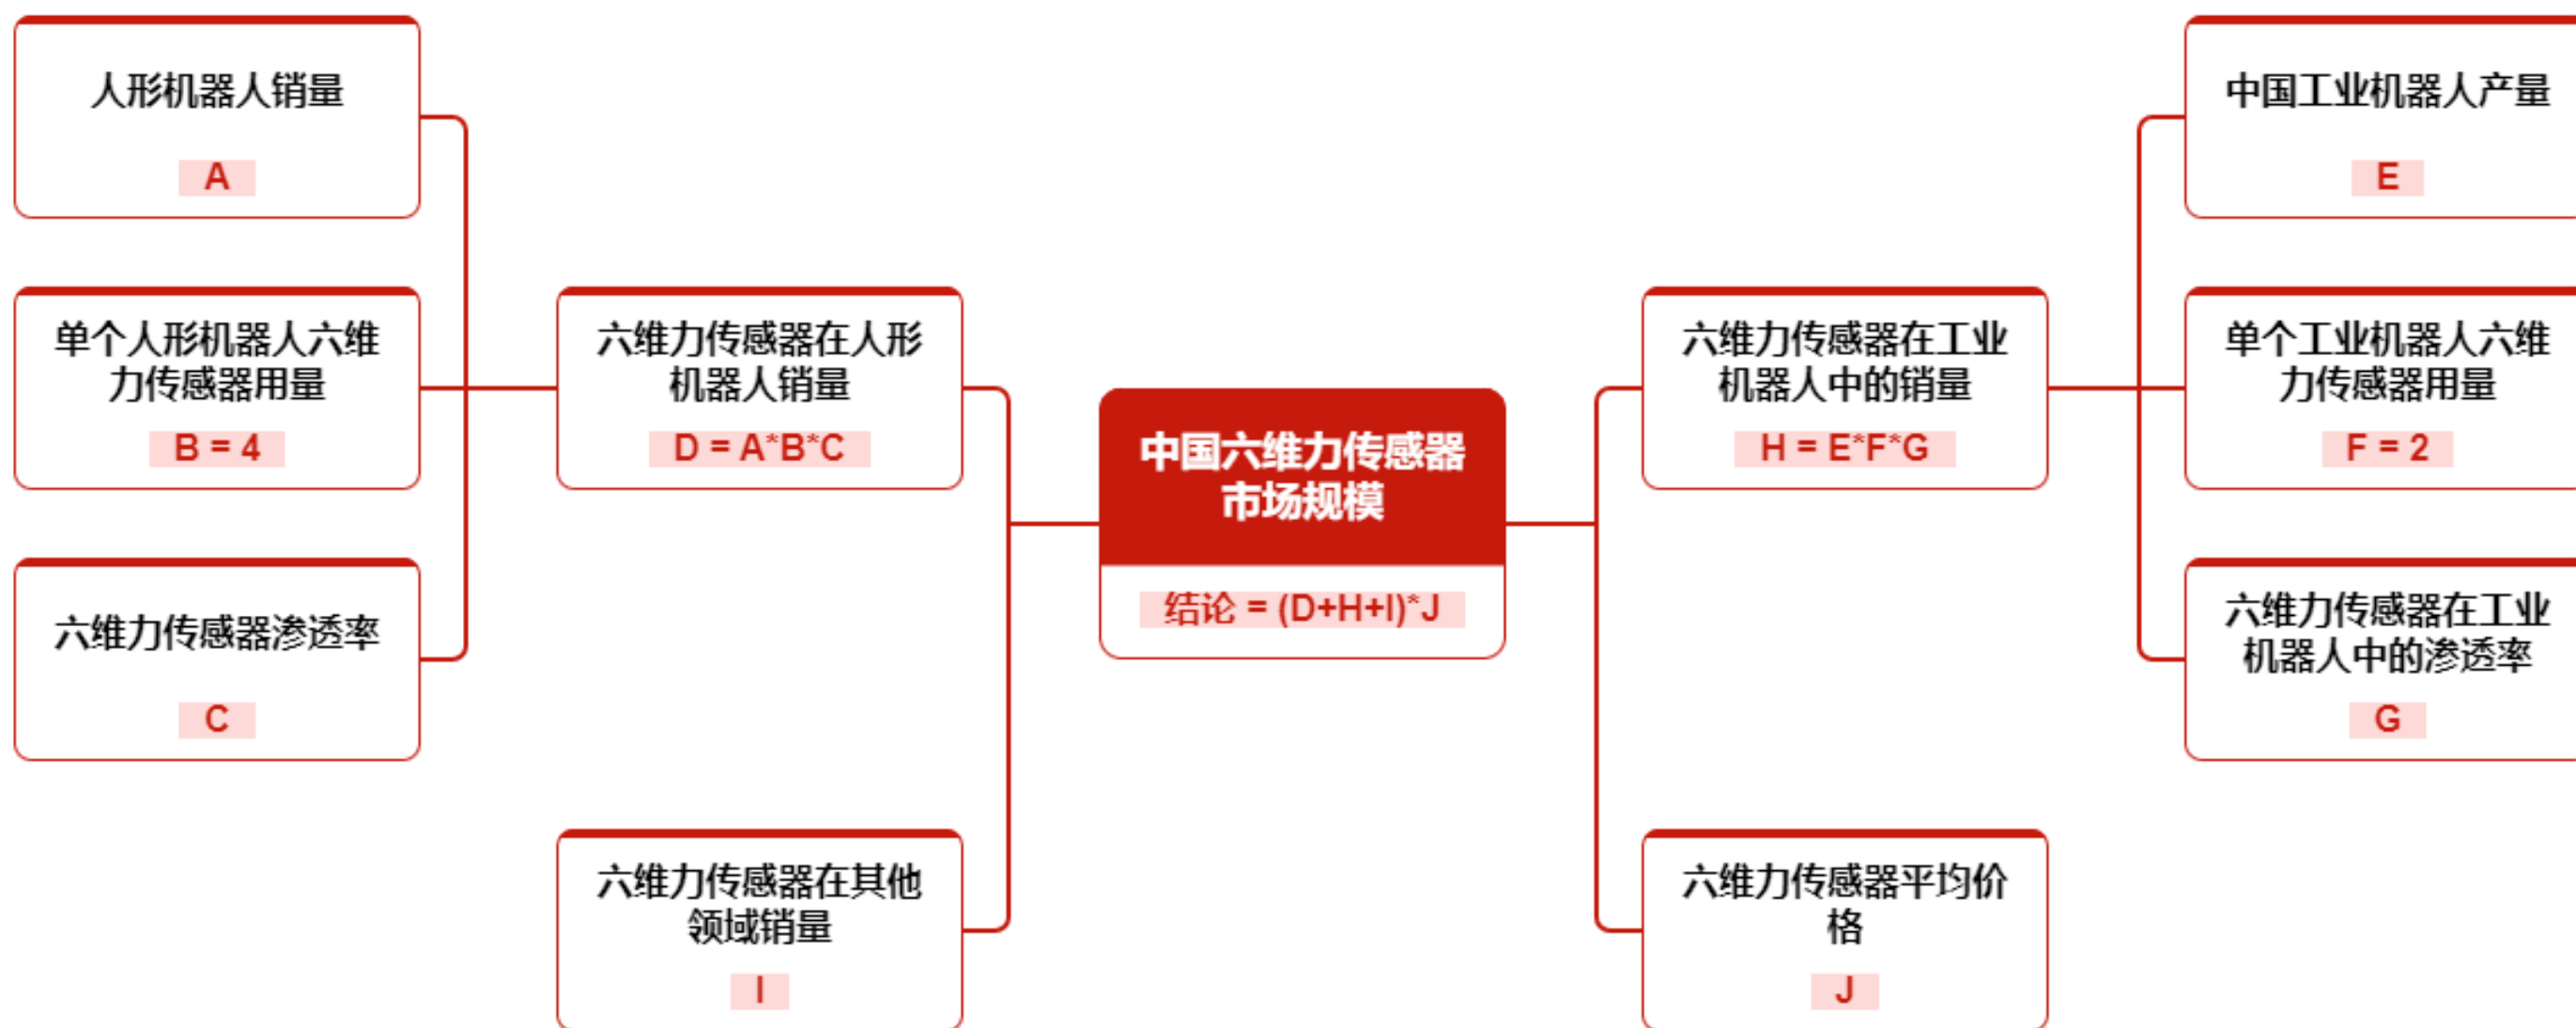 人形机器人销量
A
单个人形机器人六维
力传感器用量
B = 4
六维力传感器渗透率
C
六维力传感器在人形
机器人销量
D = A*B*C
六维力传感器在其他
领域销量
I
中国六维力传感器
市场规模
结论 = (D+H+I)*J
六维力传感器在工业
机器人中的销量
H = E*F*G
六维力传感器平均价
格
J
中国工业机器人产量
E
单个工业机器人六维
力传感器用量
F = 2
六维力传感器在工业
机器人中的渗透率
G